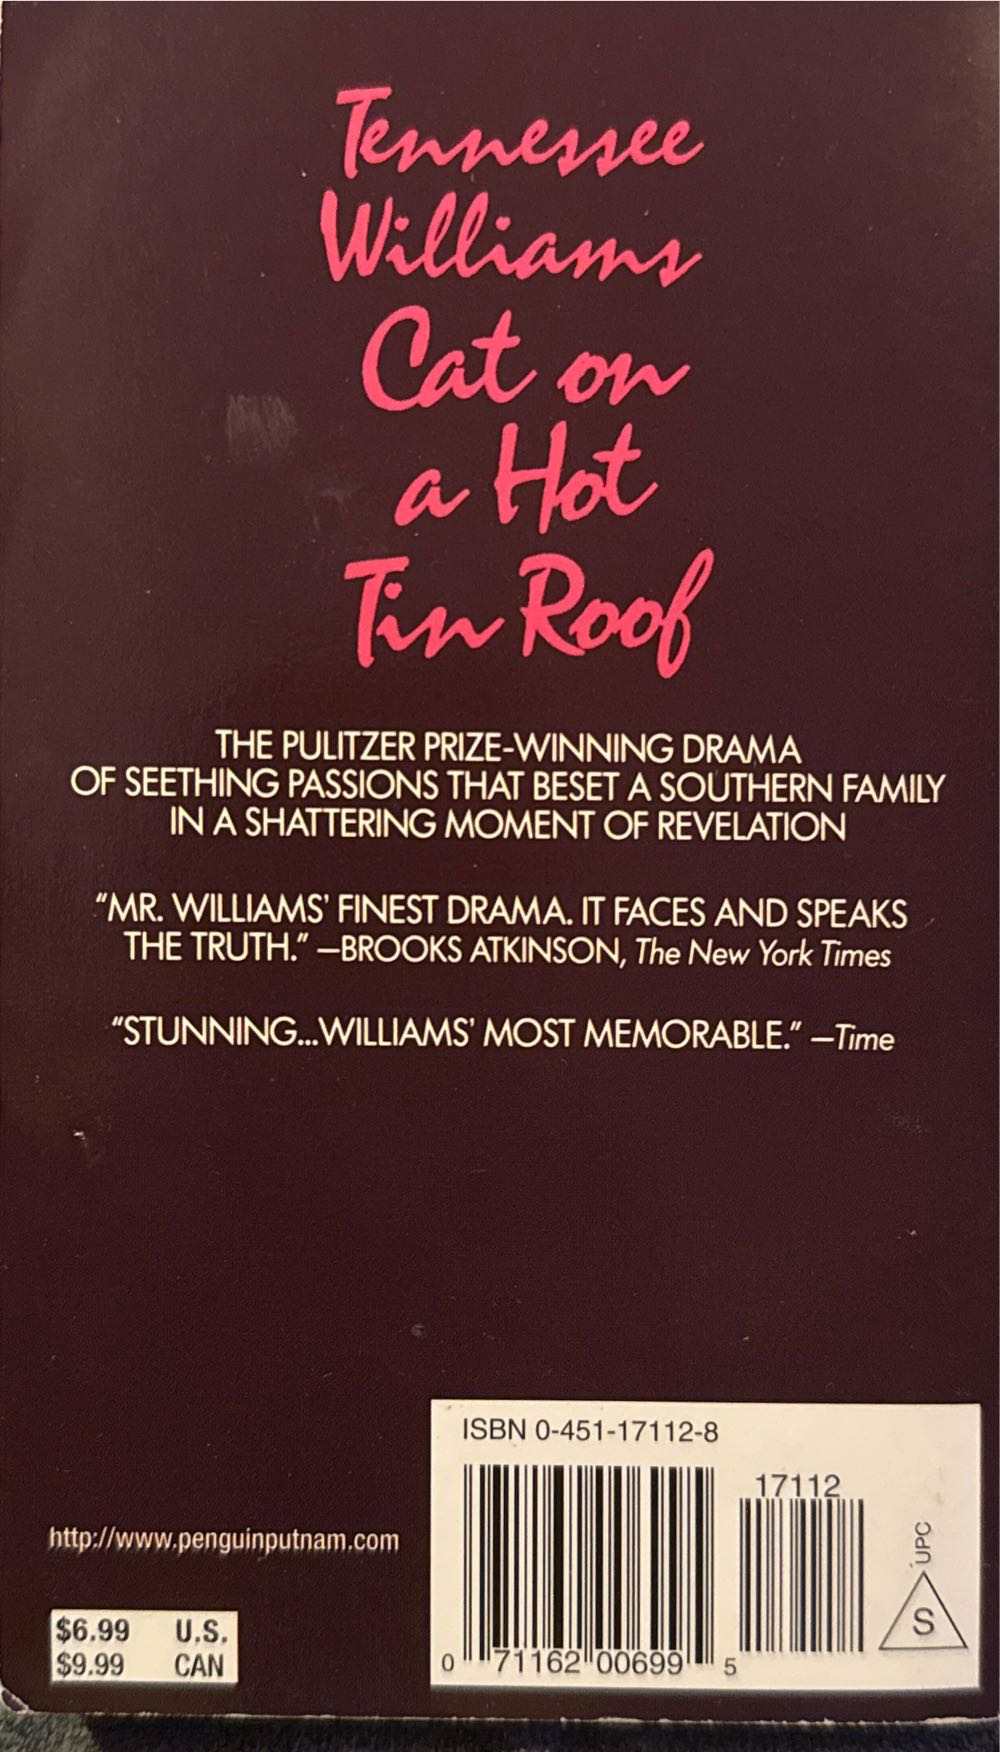 Tennessee
Williams
Cat on
a Hot
Tin Roof
THE PULITZER PRIZE-WINNING DRAMA
OF SEETHING PASSIONS THAT BESET A SOUTHERN FAMILY
IN A SHATTERING MOMENT OF REVELATION
"MR. WILLIAMS' FINEST DRAMA. IT FACES AND SPEAKS
THE TRUTH." —BROOKS ATKINSON, The New York Times
"STUNNING...WILLIAMS' MOST MEMORABLE." —Time
ISBN 0-451-17112-8
17112
UPC
S
0 71162 00699 5
http://www.penguinputnam.com
$6.99 U.S.
$9.99 CAN